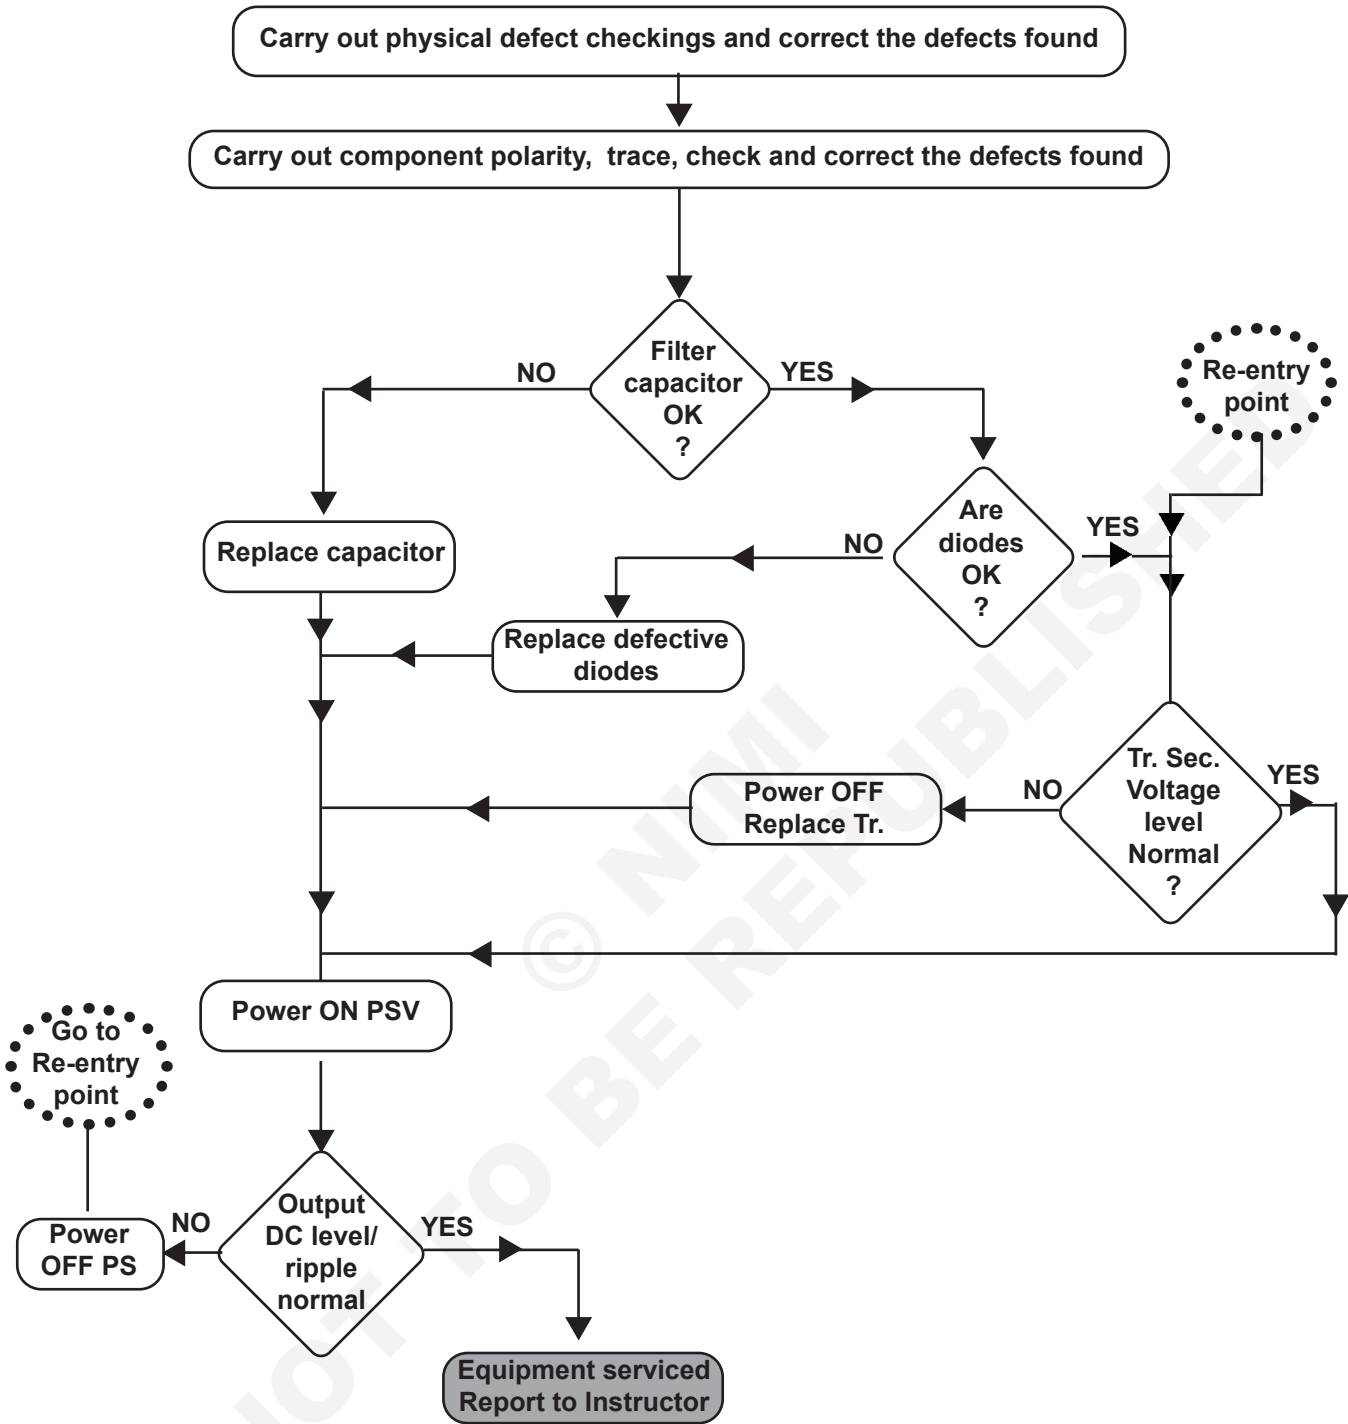 Carry out physical defect checkings and correct the defects found
Carry out component polarity, trace, check and correct the defects found
Filter
capacitor
OK
?
NO
YES
Re-entry
point
Are
diodes
OK
?
NO
YES
Replace capacitor
Replace defective
diodes
Tr. Sec.
Voltage
level
Normal
?
NO
YES
Power OFF
Replace Tr.
Power ON PSV
Go to
Re-entry
point
Output
DC level/
ripple
normal
NO
YES
Power
OFF PS
Equipment serviced
Report to Instructor
© NIMI
NOT TO BE REPUBLISHED